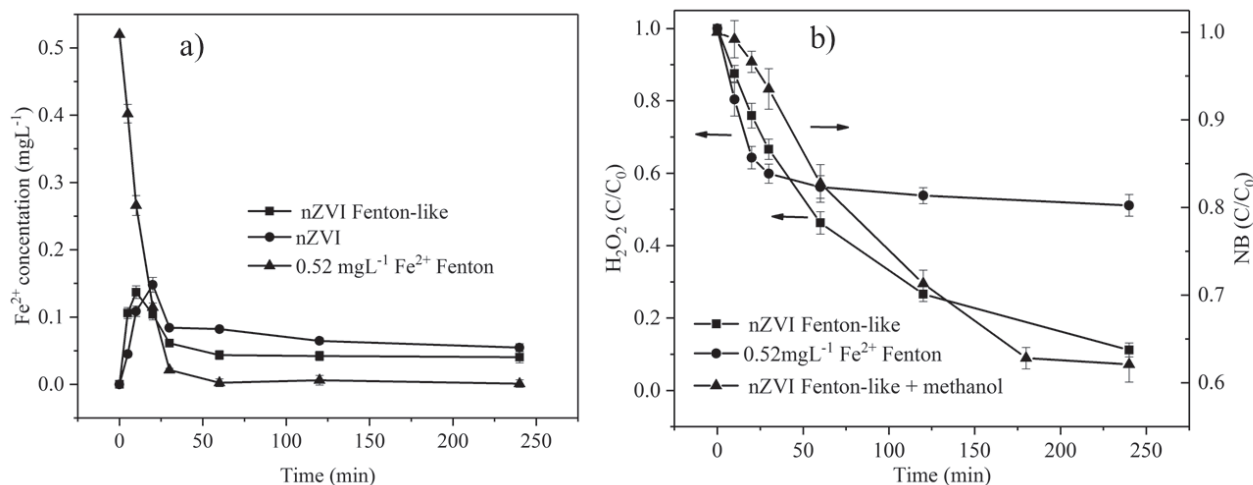 a)
0.5
0.4
0.3
0.2
0.1
0.0
Fe²⁺ concentration (mgL⁻¹)
nZVI Fenton-like
nZVI
0.52 mgL⁻¹ Fe²⁺ Fenton
0 50 100 150 200 250
Time (min)
b)
1.0
0.8
0.6
0.4
0.2
0.0
H₂O₂ (C/C₀)
nZVI Fenton-like
0.52mgL⁻¹ Fe²⁺ Fenton
nZVI Fenton-like + methanol
1.0
0.9
0.8
0.7
0.6
NB (C/C₀)
0 50 100 150 200 250
Time (min)